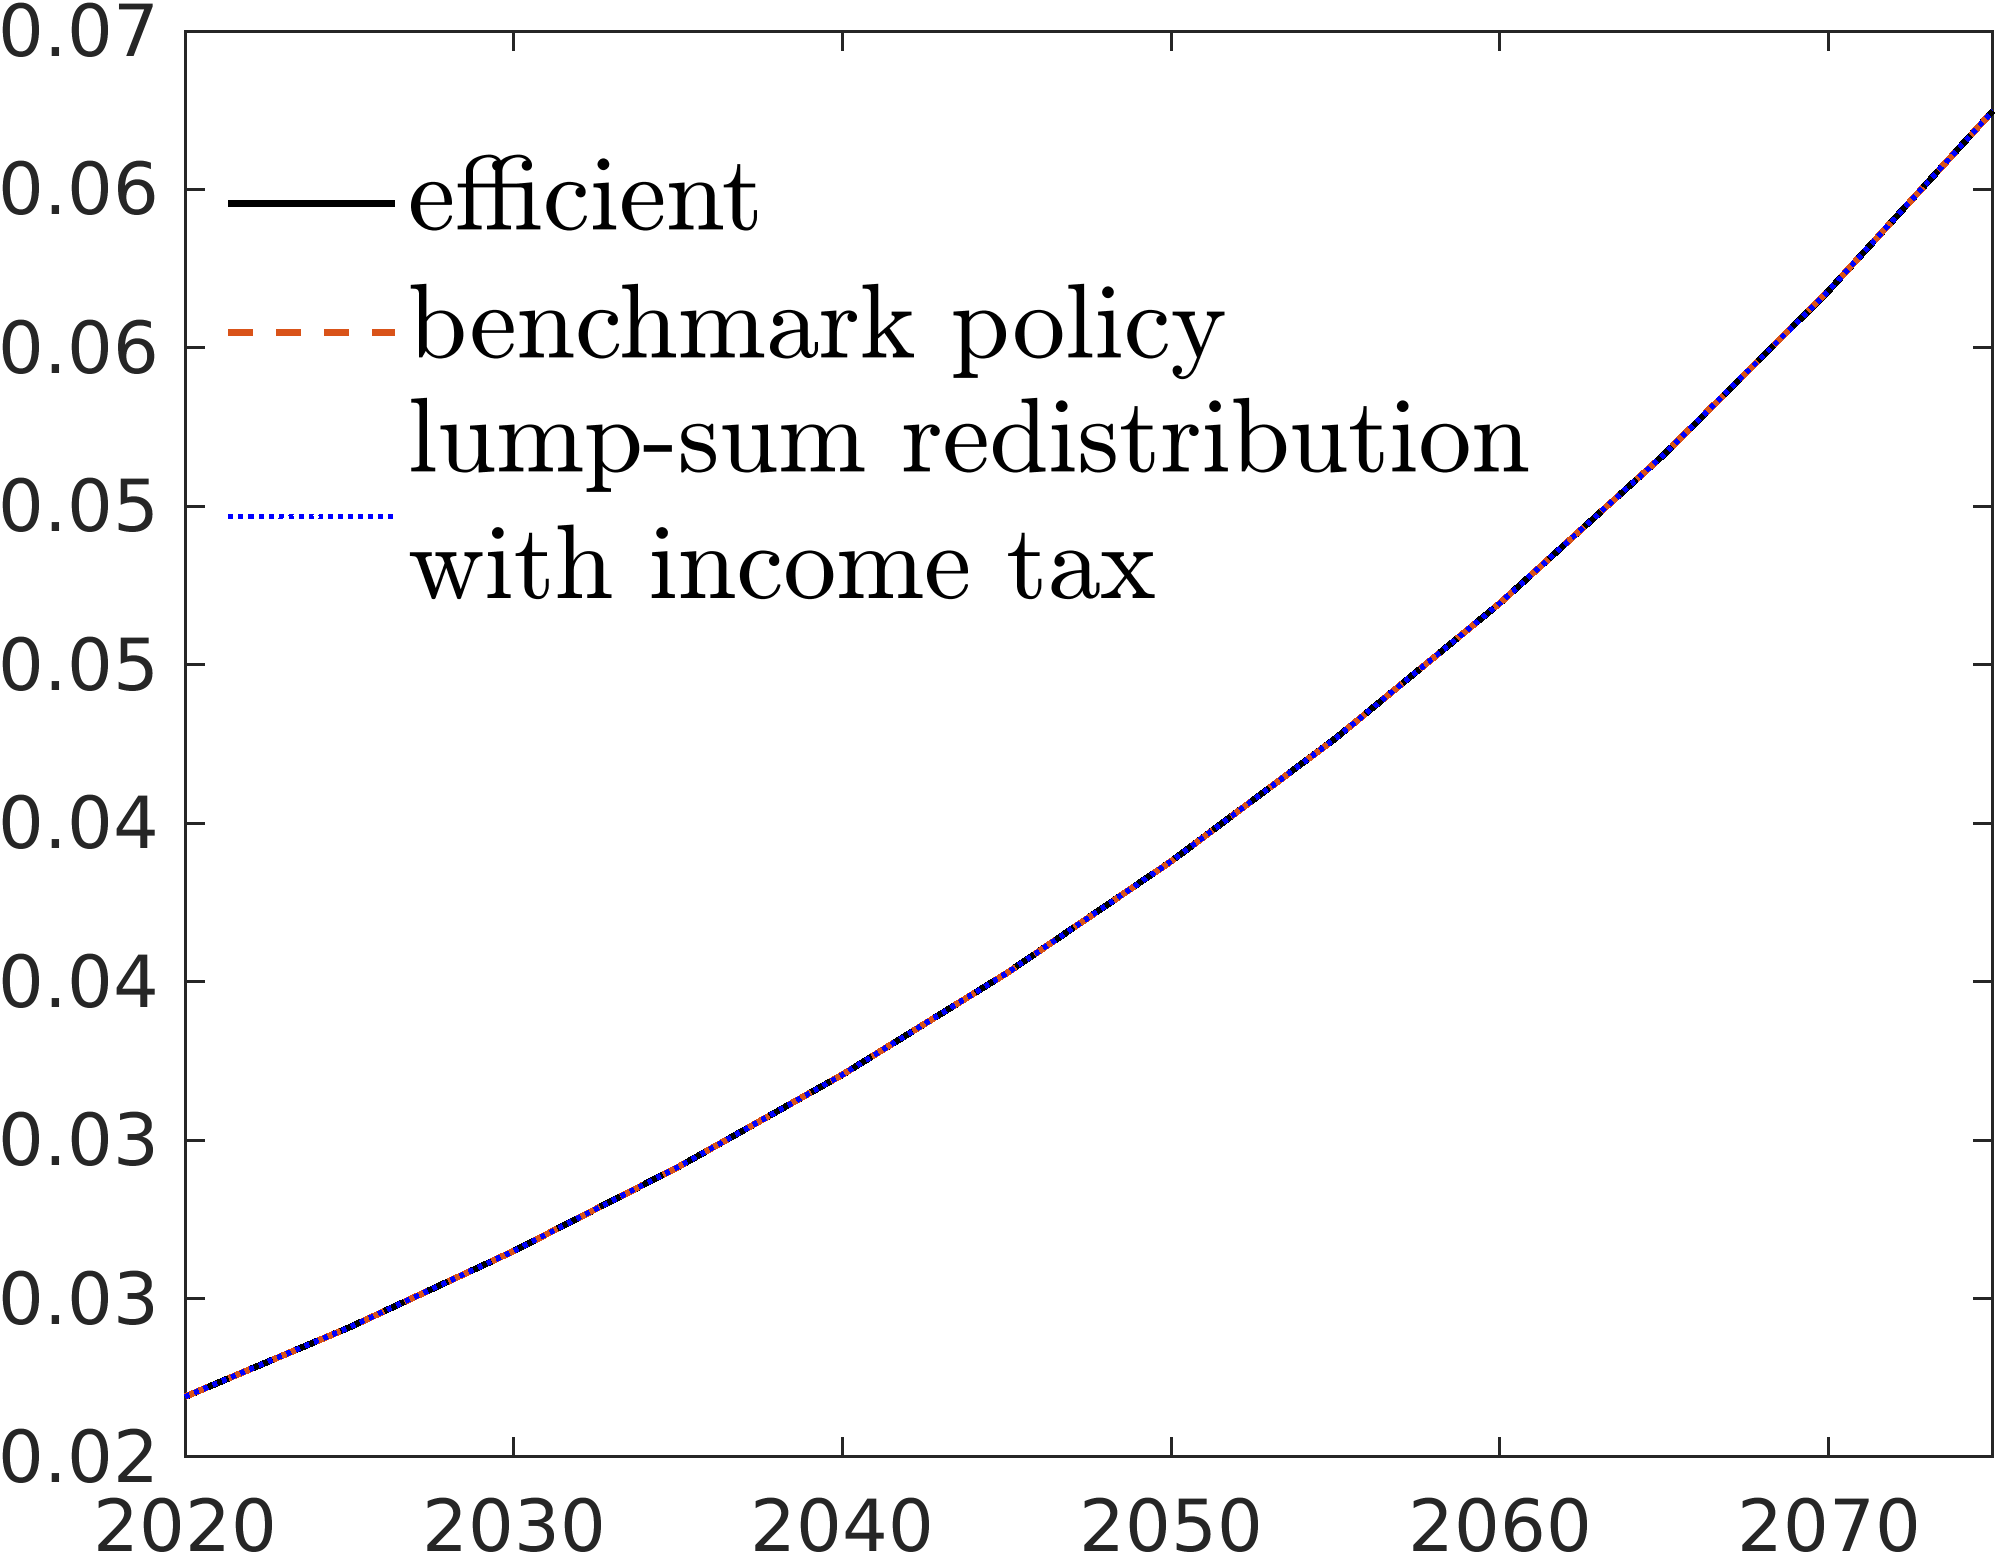 0.07
0.06
0.06
0.05
0.05
0.04
0.04
0.03
0.03
0.02
efficient
benchmark policy
lump-sum redistribution
with income tax
2020 2030 2040 2050 2060 2070